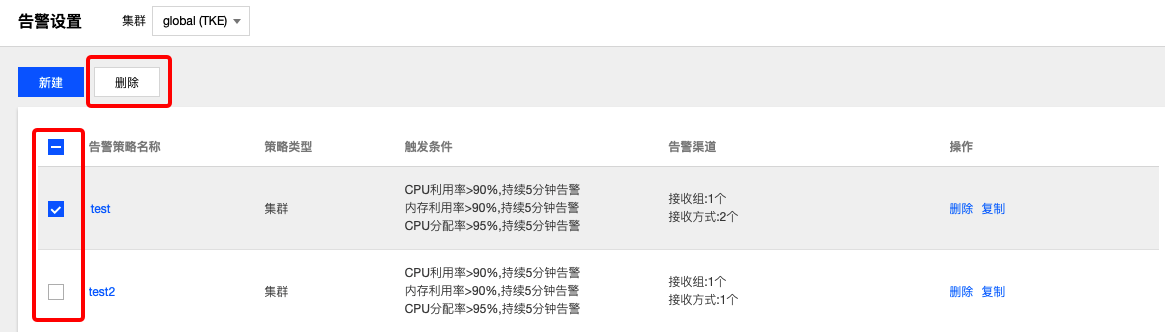 告警设置 集群 global (TKE)
新建 删除
告警策略名称 策略类型 触发条件 告警渠道 操作
test 集群 CPU利用率>90%,持续5分钟告警
内存利用率>90%,持续5分钟告警
CPU分配率>95%,持续5分钟告警
接收组:1个
接收方式:2个
删除 复制
test2 集群 CPU利用率>90%,持续5分钟告警
内存利用率>90%,持续5分钟告警
CPU分配率>95%,持续5分钟告警
接收组:1个
接收方式:1个
删除 复制